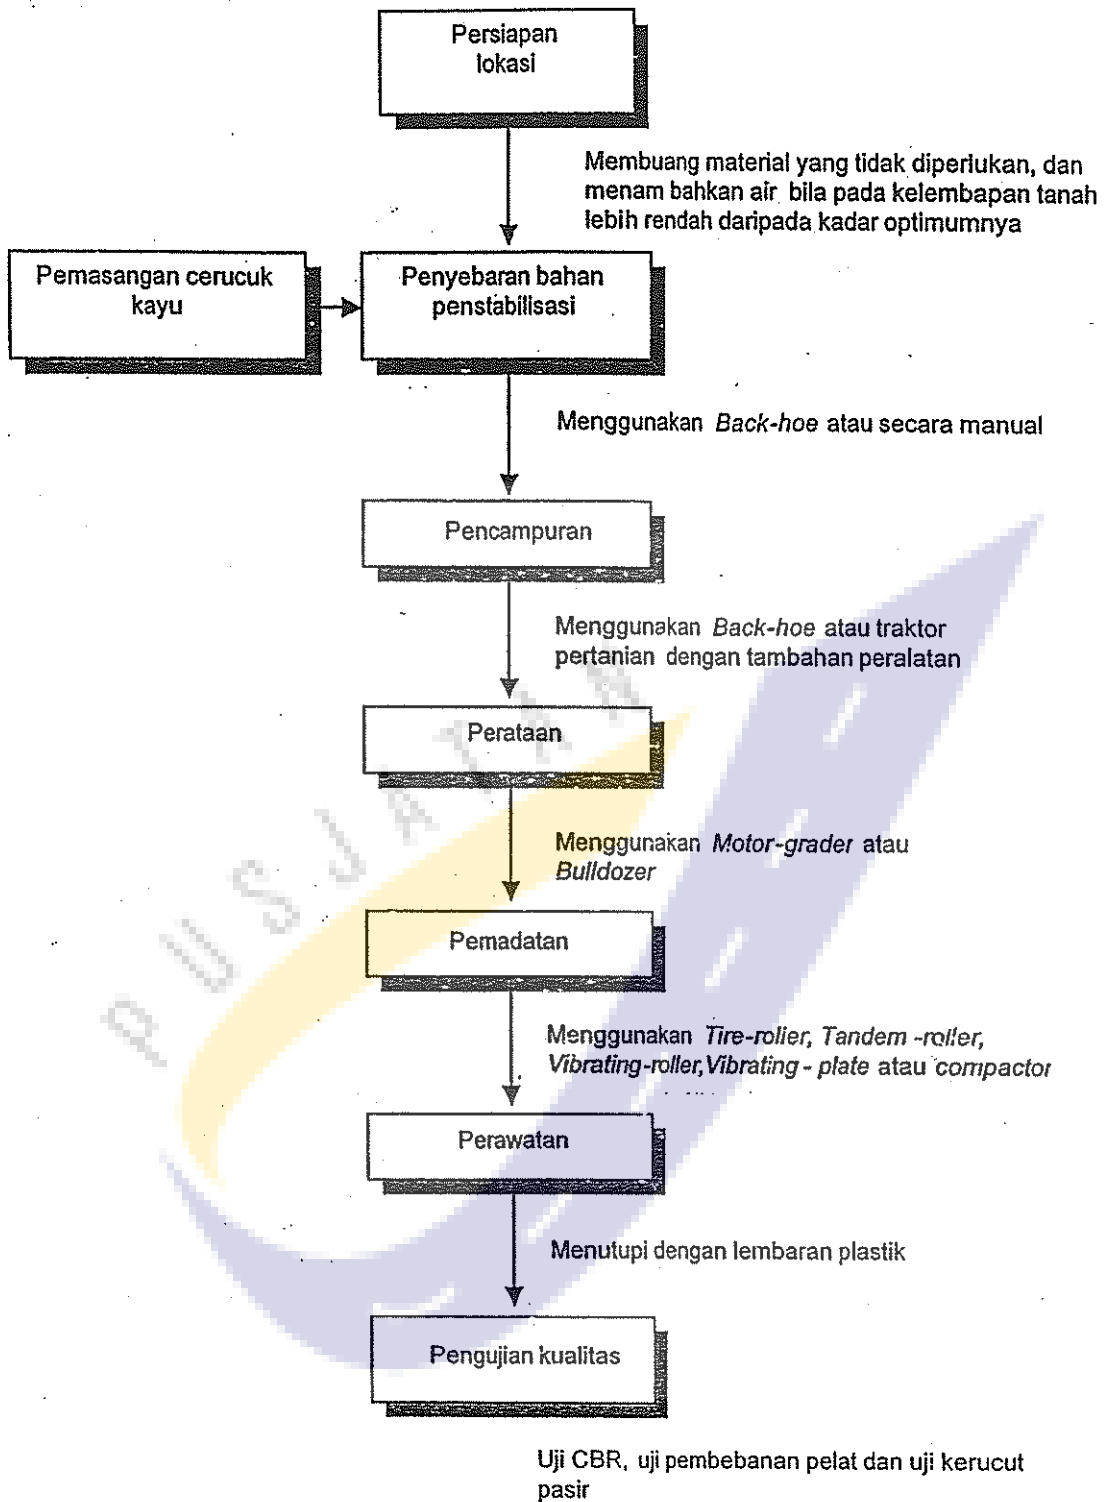 Persiapan
lokasi
Membuang material yang tidak diperlukan, dan
menam bahkan air bila pada kelembapan tanah
lebih rendah daripada kadar optimumnya
Pemasangan cerucuk
kayu
Penyebaran bahan
penstabilisasi
Menggunakan Back-hoe atau secara manual
Pencampuran
Menggunakan Back-hoe atau traktor
pertanian dengan tambahan peralatan
Perataan
Menggunakan Motor-grader atau
Bulldozer
Pemadatan
Menggunakan Tire-roller, Tandem -roller,
Vibrating-roller,Vibrating - plate atau compactor
Perawatan
Menutupi dengan lembaran plastik
Pengujian kualitas
Uji CBR, uji pembebanan pelat dan uji kerucut
pasir
PUSJATAN